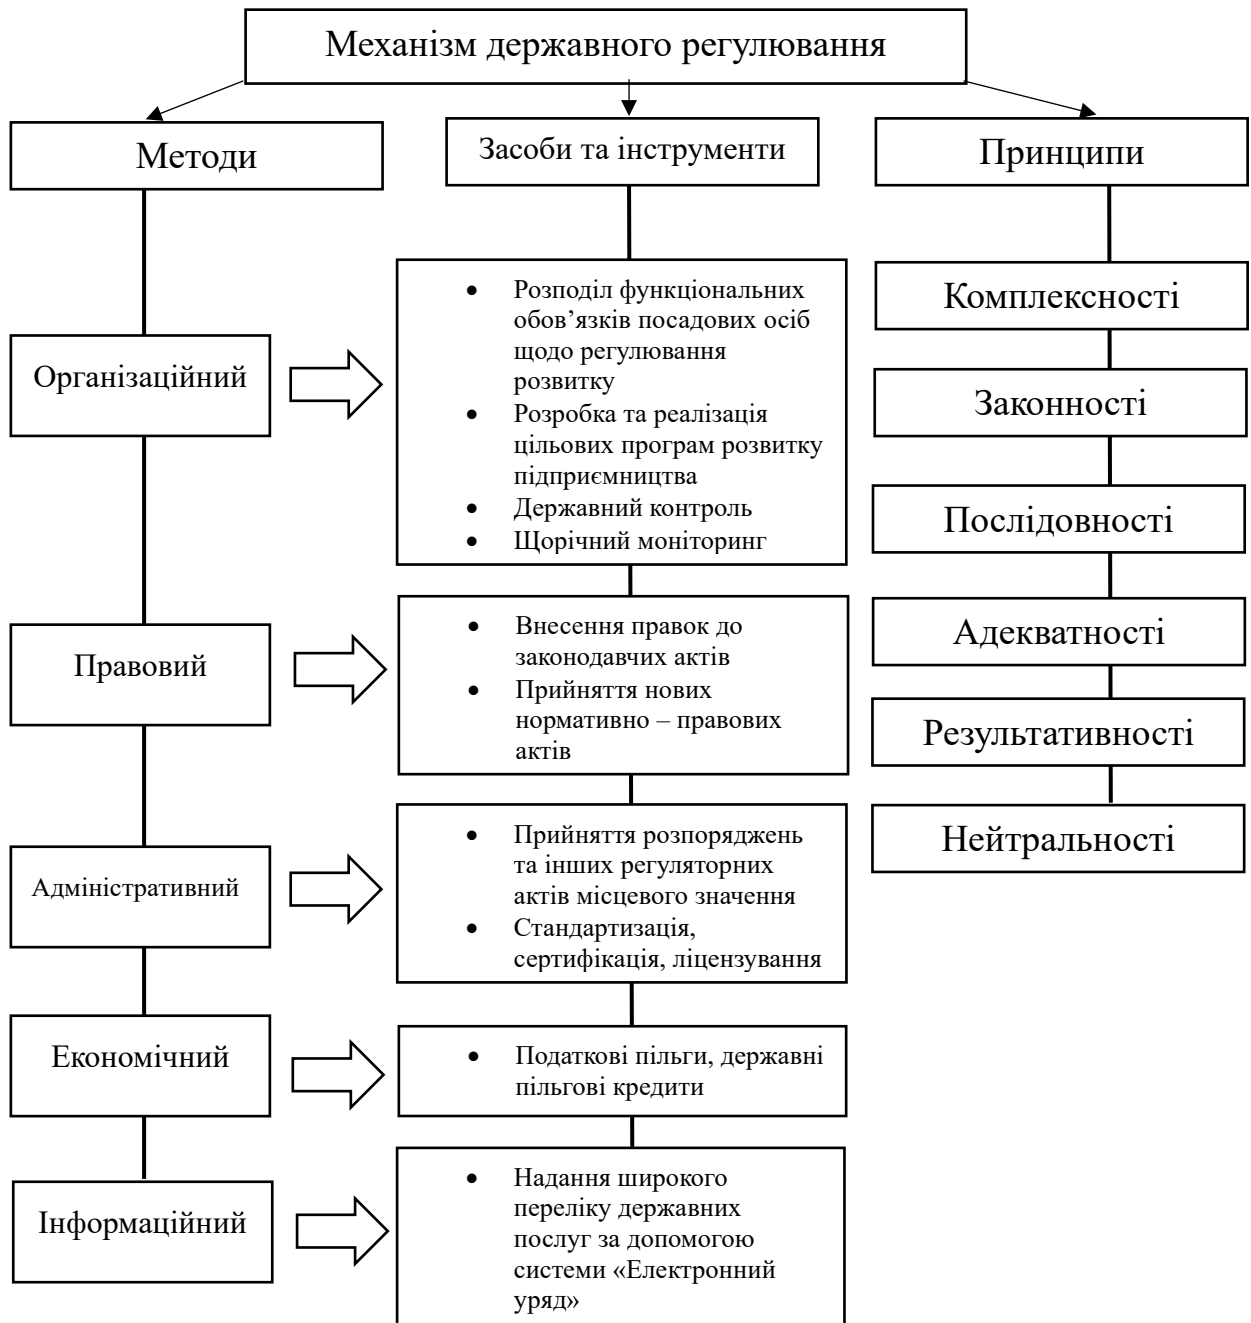 Механізм державного регулювання
Методи
Засоби та інструменти
Принципи
Організаційний
• Розподіл функціональних
обов’язків посадових осіб
щодо регулювання
розвитку
• Розробка та реалізація
цільових програм розвитку
підприємництва
• Державний контроль
• Щорічний моніторинг
Правовий
• Внесення правок до
законодавчих актів
• Прийняття нових
нормативно – правових
актів
Адміністративний
• Прийняття розпоряджень
та інших регуляторних
актів місцевого значення
• Стандартизація,
сертифікація, ліцензування
Економічний
• Податкові пільги, державні
пільгові кредити
Інформаційний
• Надання широкого
переліку державних
послуг за допомогою
системи «Електронний
уряд»
Комплексності
Законності
Послідовності
Адекватності
Результативності
Нейтральності